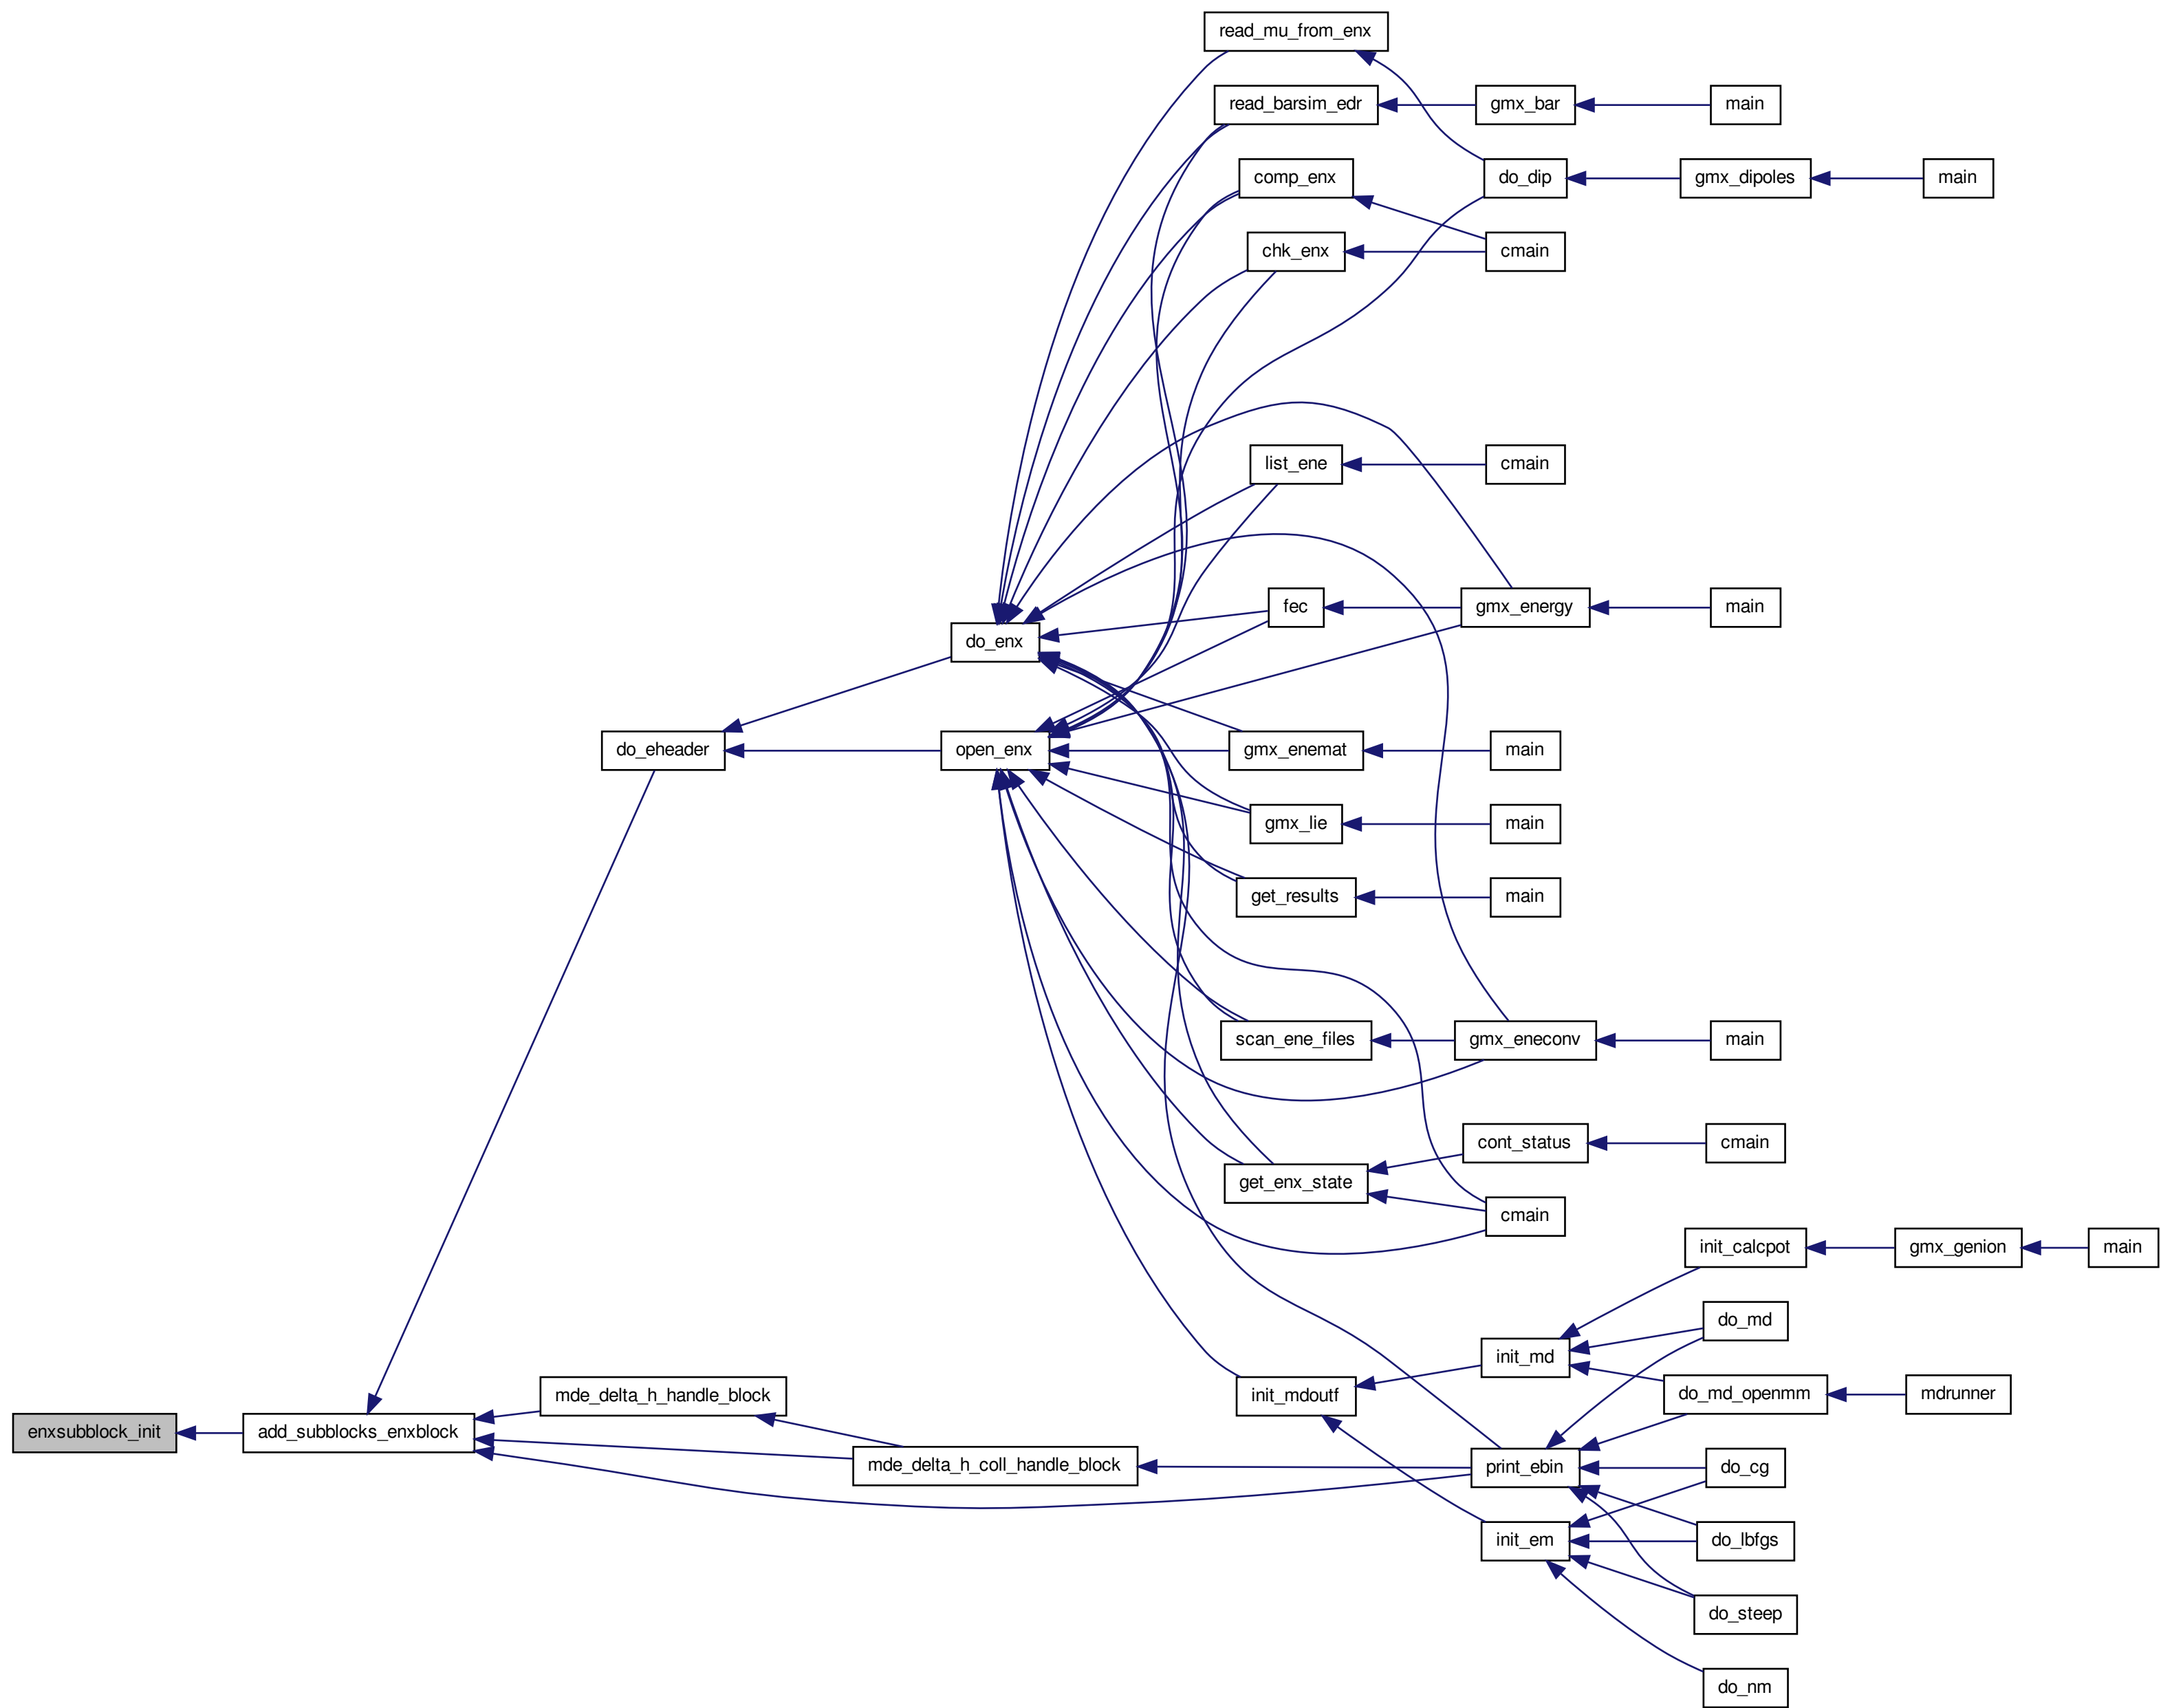 read_mu_from_enx
read_barsim_edr
gmx_bar
main
comp_enx
do_dip
gmx_dipoles
main
chk_enx
cmain
list_ene
cmain
fec
gmx_energy
main
do_enx
do_eheader
open_enx
gmx_enemat
main
gmx_lie
main
get_results
main
scan_ene_files
gmx_eneconv
main
cont_status
cmain
get_enx_state
cmain
init_calcpot
gmx_genion
main
do_md
init_md
mde_delta_h_handle_block
init_mdoutf
do_md_openmm
mdrunner
enxsubblock_init
add_subblocks_enxblock
mde_delta_h_coll_handle_block
print_ebin
do_cg
init_em
do_lbfgs
do_steep
do_nm